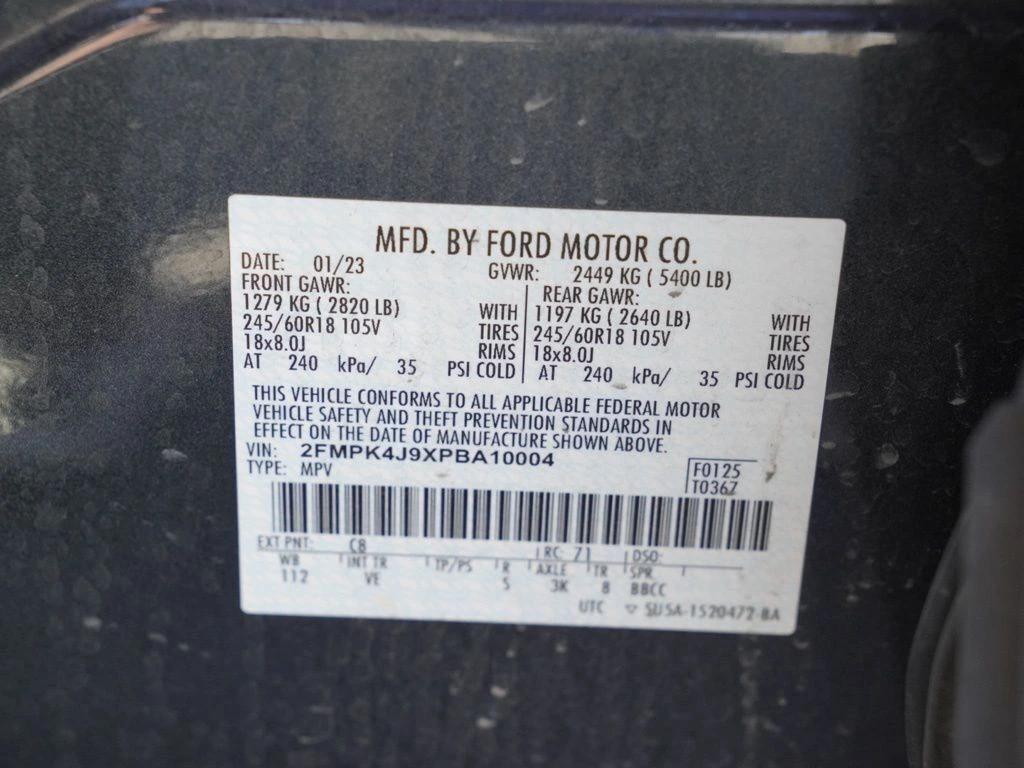 MFD. BY FORD MOTOR CO.
DATE: 01/23 GVWR: 2449 KG ( 5400 LB)
FRONT GAWR: REAR GAWR:
1279 KG ( 2820 LB) WITH 1197 KG ( 2640 LB) WITH
245/60R18 105V TIRES 245/60R18 105V TIRES
18x8.0J RIMS 18x8.0J RIMS
AT 240 kPa/ 35 PSI COLD AT 240 kPa/ 35 PSI COLD
THIS VEHICLE CONFORMS TO ALL APPLICABLE FEDERAL MOTOR
VEHICLE SAFETY AND THEFT PREVENTION STANDARDS IN
EFFECT ON THE DATE OF MANUFACTURE SHOWN ABOVE.
VIN: 2FMPK4J9XPBA10004
TYPE: MPV
F0125
T0367
EXT PNT: C8 RC: 71 DSO:
WB INT TR TP/PS R AXLE TR SPR
112 VE 5 3K 8 BBCC
UTC ▽ 5U5A-1520472-BA